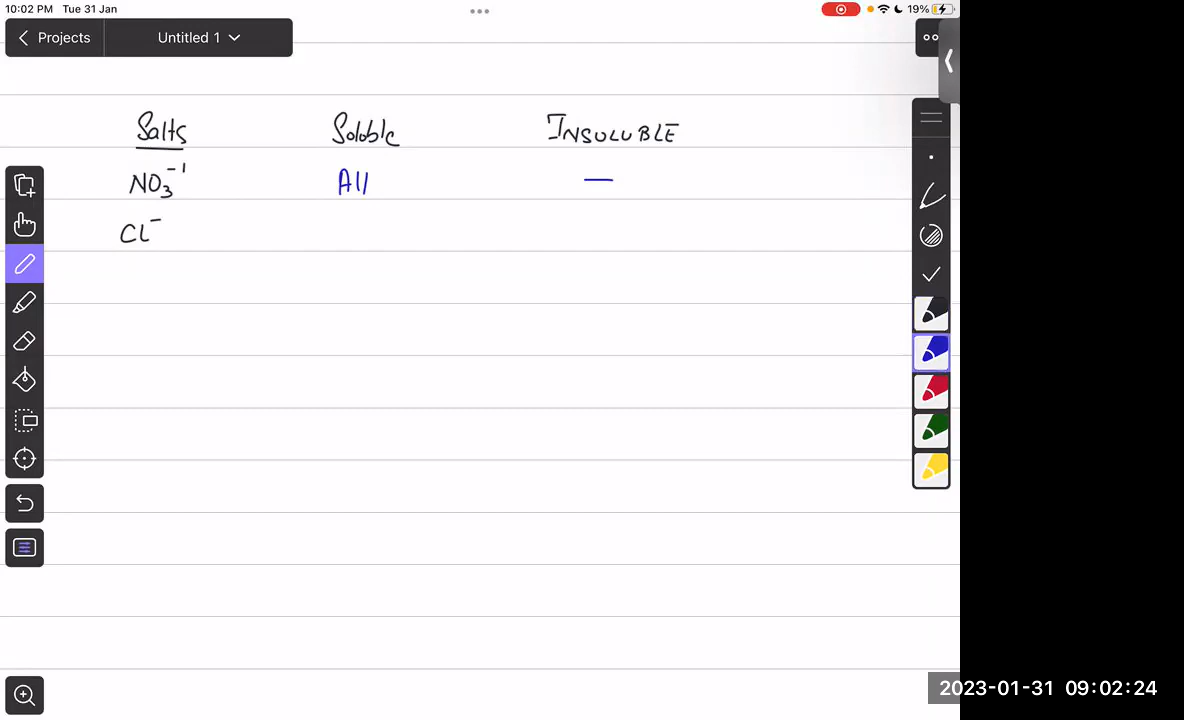 10:02 PM Tue 31 Jan 19%
Projects Untitled 1
Salts Soluble INSOLUBLE
NO₃⁻¹ All —
Cl⁻
2023-01-31 09:02:24